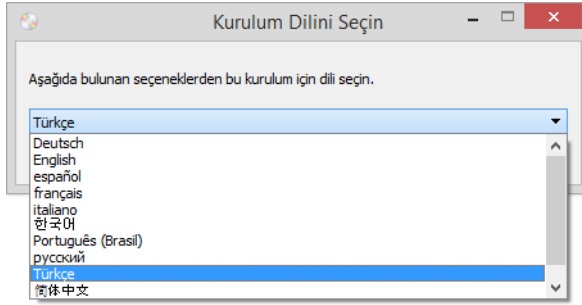 Kurulum Dilini Seçin
Aşağıda bulunan seçeneklerden bu kurulum için dili seçin.
Türkçe
Deutsch
English
español
français
italiano
한국어
Português (Brasil)
русский
Türkçe
简体中文